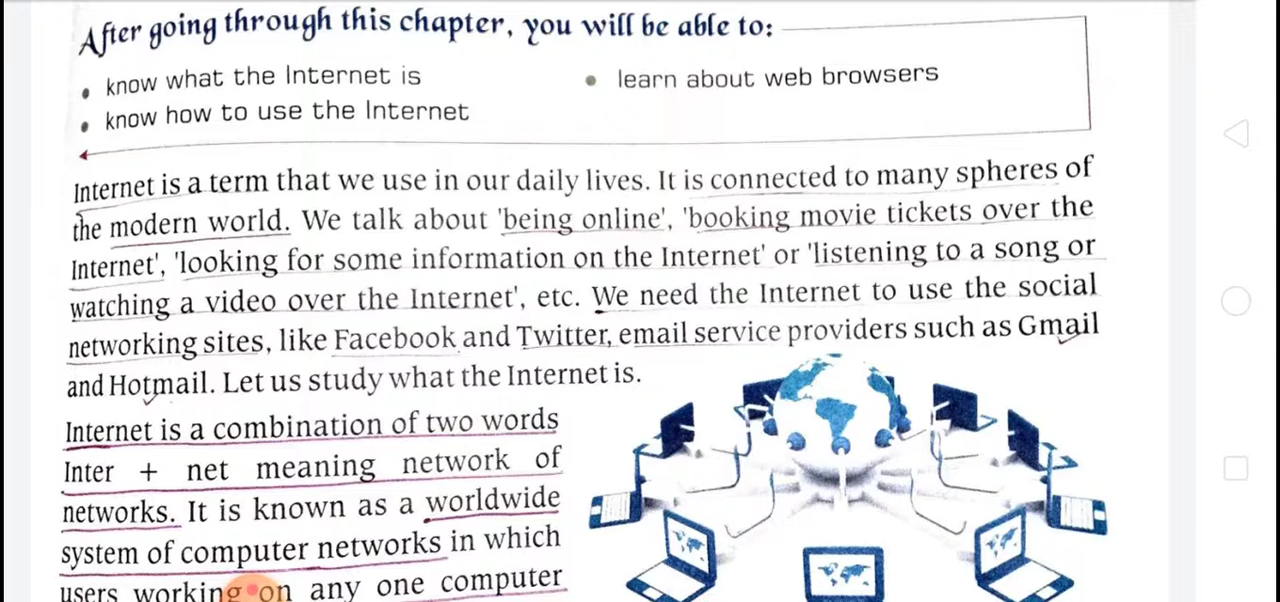 After going through this chapter, you will be able to:
• know what the Internet is
• learn about web browsers
• know how to use the Internet
Internet is a term that we use in our daily lives. It is connected to many spheres of
the modern world. We talk about 'being online', 'booking movie tickets over the
Internet', 'looking for some information on the Internet' or 'listening to a song or
watching a video over the Internet', etc. We need the Internet to use the social
networking sites, like Facebook and Twitter, email service providers such as Gmail
and Hotmail. Let us study what the Internet is.
Internet is a combination of two words
Inter + net meaning network of
networks. It is known as a worldwide
system of computer networks in which
users working on any one computer